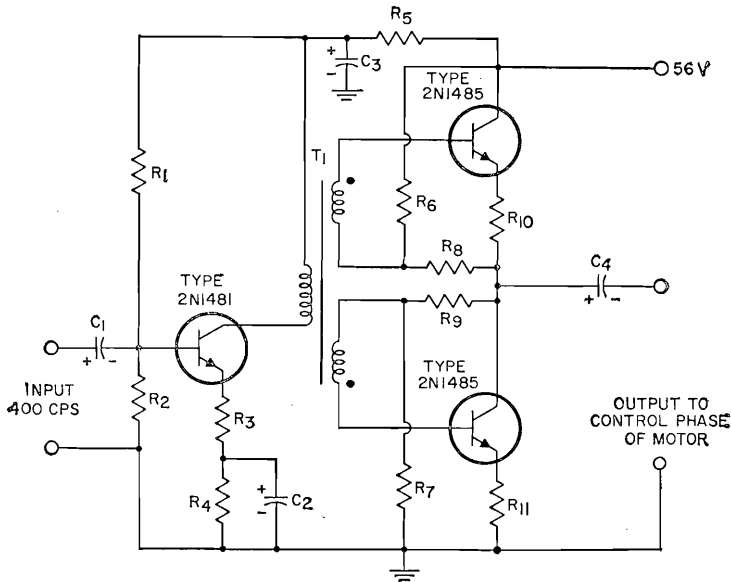 R5
56V
+
-
C3
TYPE
2N1485
T1
R1
R6
R10
R8
C4
+ -
R9
TYPE
2N1481
C1
+ -
INPUT
400 CPS
R2
R3
TYPE
2N1485
OUTPUT TO
CONTROL PHASE
OF MOTOR
R4
+
-
C2
R7
R11